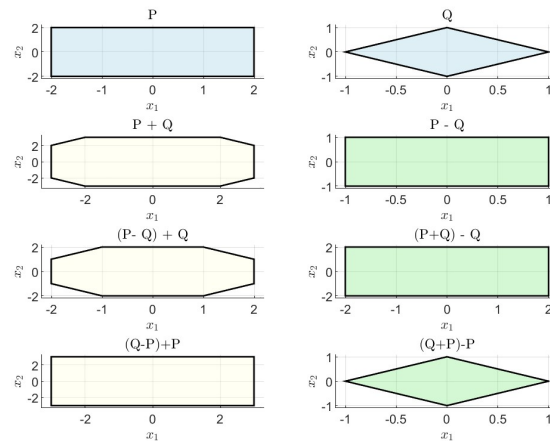 P
x₂
2
0
-2
-2 -1 0 1 2
x₁
Q
x₂
1
0
-1
-1 -0.5 0 0.5 1
x₁
P + Q
x₂
2
0
-2
-2 0 2
x₁
P - Q
x₂
1
0
-1
-1 -0.5 0 0.5 1
x₁
(P- Q) + Q
x₂
2
0
-2
-2 -1 0 1 2
x₁
(P+Q) - Q
x₂
2
0
-2
-2 -1 0 1 2
x₁
(Q-P)+P
x₂
2
0
-2
-2 0 2
x₁
(Q+P)-P
x₂
1
0
-1
-1 -0.5 0 0.5 1
x₁